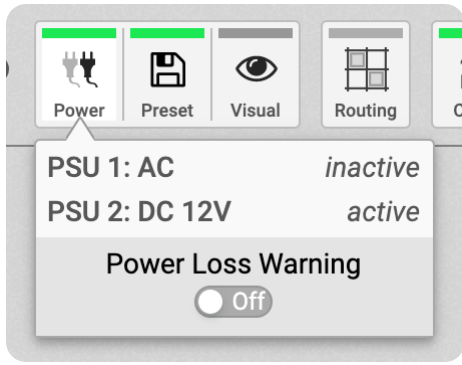 Power Preset Visual Routing
PSU 1: AC inactive
PSU 2: DC 12V active
Power Loss Warning
Off